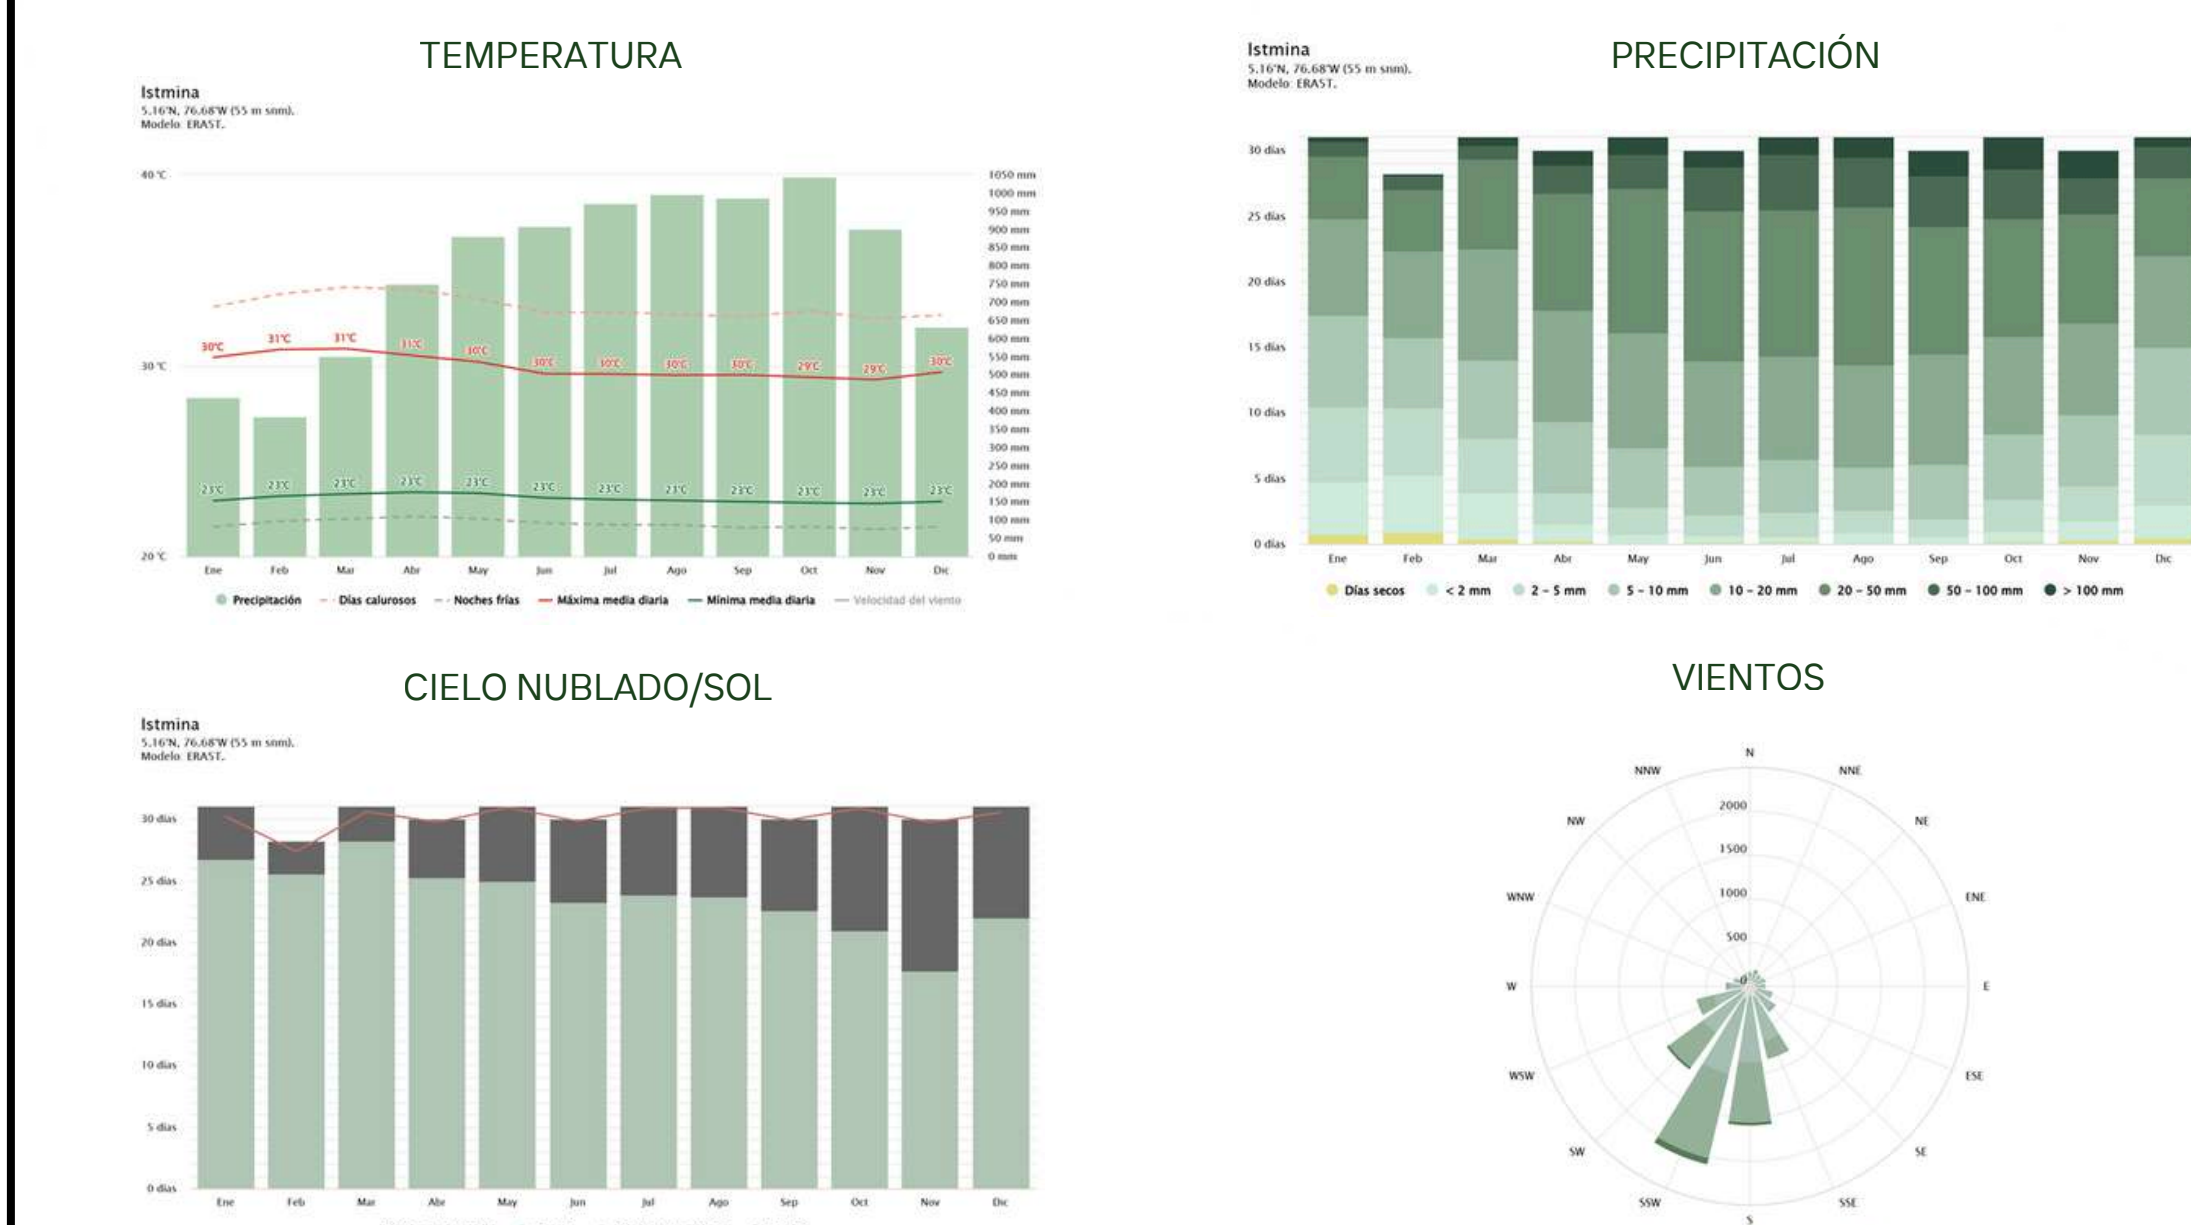 TEMPERATURA
Istmina
5.16°N, 76.68°W (55 m snm).
Modelo: ERA5T.
40 °C
30 °C
20 °C
1050 mm
1000 mm
950 mm
900 mm
850 mm
800 mm
750 mm
700 mm
650 mm
600 mm
550 mm
500 mm
450 mm
400 mm
350 mm
300 mm
250 mm
200 mm
150 mm
100 mm
50 mm
0 mm
30°C 31°C 31°C 31°C 30°C 30°C 30°C 30°C 30°C 29°C 29°C 30°C
23°C 23°C 23°C 23°C 23°C 23°C 23°C 23°C 23°C 23°C 23°C 23°C
Ene Feb Mar Abr May Jun Jul Ago Sep Oct Nov Dic
Precipitación Días calurosos Noches frías Máxima media diaria Mínima media diaria Velocidad del viento
PRECIPITACIÓN
Istmina
5.16°N, 76.68°W (55 m snm).
Modelo: ERA5T.
30 días
25 días
20 días
15 días
10 días
5 días
0 días
Ene Feb Mar Abr May Jun Jul Ago Sep Oct Nov Dic
Días secos < 2 mm 2 – 5 mm 5 – 10 mm 10 – 20 mm 20 – 50 mm 50 – 100 mm > 100 mm
CIELO NUBLADO/SOL
Istmina
5.16°N, 76.68°W (55 m snm).
Modelo: ERA5T.
30 días
25 días
20 días
15 días
10 días
5 días
0 días
Ene Feb Mar Abr May Jun Jul Ago Sep Oct Nov Dic
VIENTOS
N
NNW NNE
2000
NW NE
1500
1000
WNW ENE
500
0
W E
WSW ESE
SW SE
SSW SSE
S